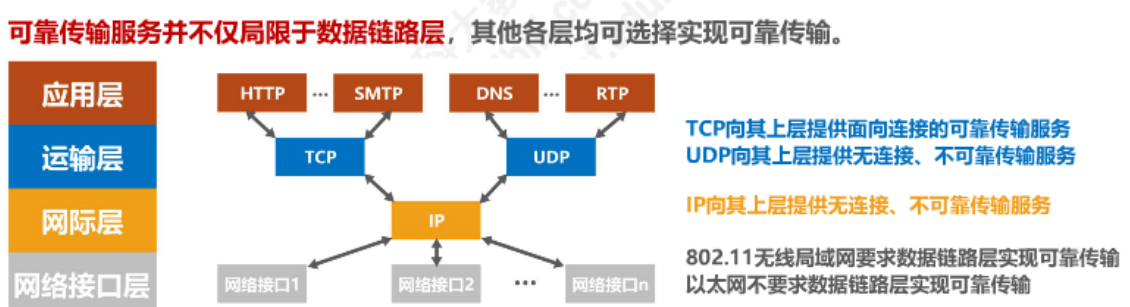 可靠传输服务并不仅局限于数据链路层，其他各层均可选择实现可靠传输。
应用层
HTTP ··· SMTP DNS ··· RTP
运输层
TCP UDP
TCP向其上层提供面向连接的可靠传输服务
UDP向其上层提供无连接、不可靠传输服务
网际层
IP
IP向其上层提供无连接、不可靠传输服务
网络接口层
网络接口1 网络接口2 ··· 网络接口n
802.11无线局域网要求数据链路层实现可靠传输
以太网不要求数据链路层实现可靠传输